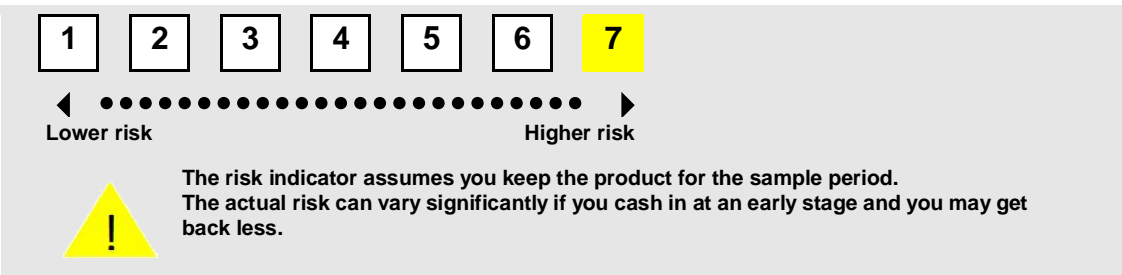 1 2 3 4 5 6 7
Lower risk Higher risk
The risk indicator assumes you keep the product for the sample period.
The actual risk can vary significantly if you cash in at an early stage and you may get
back less.
!